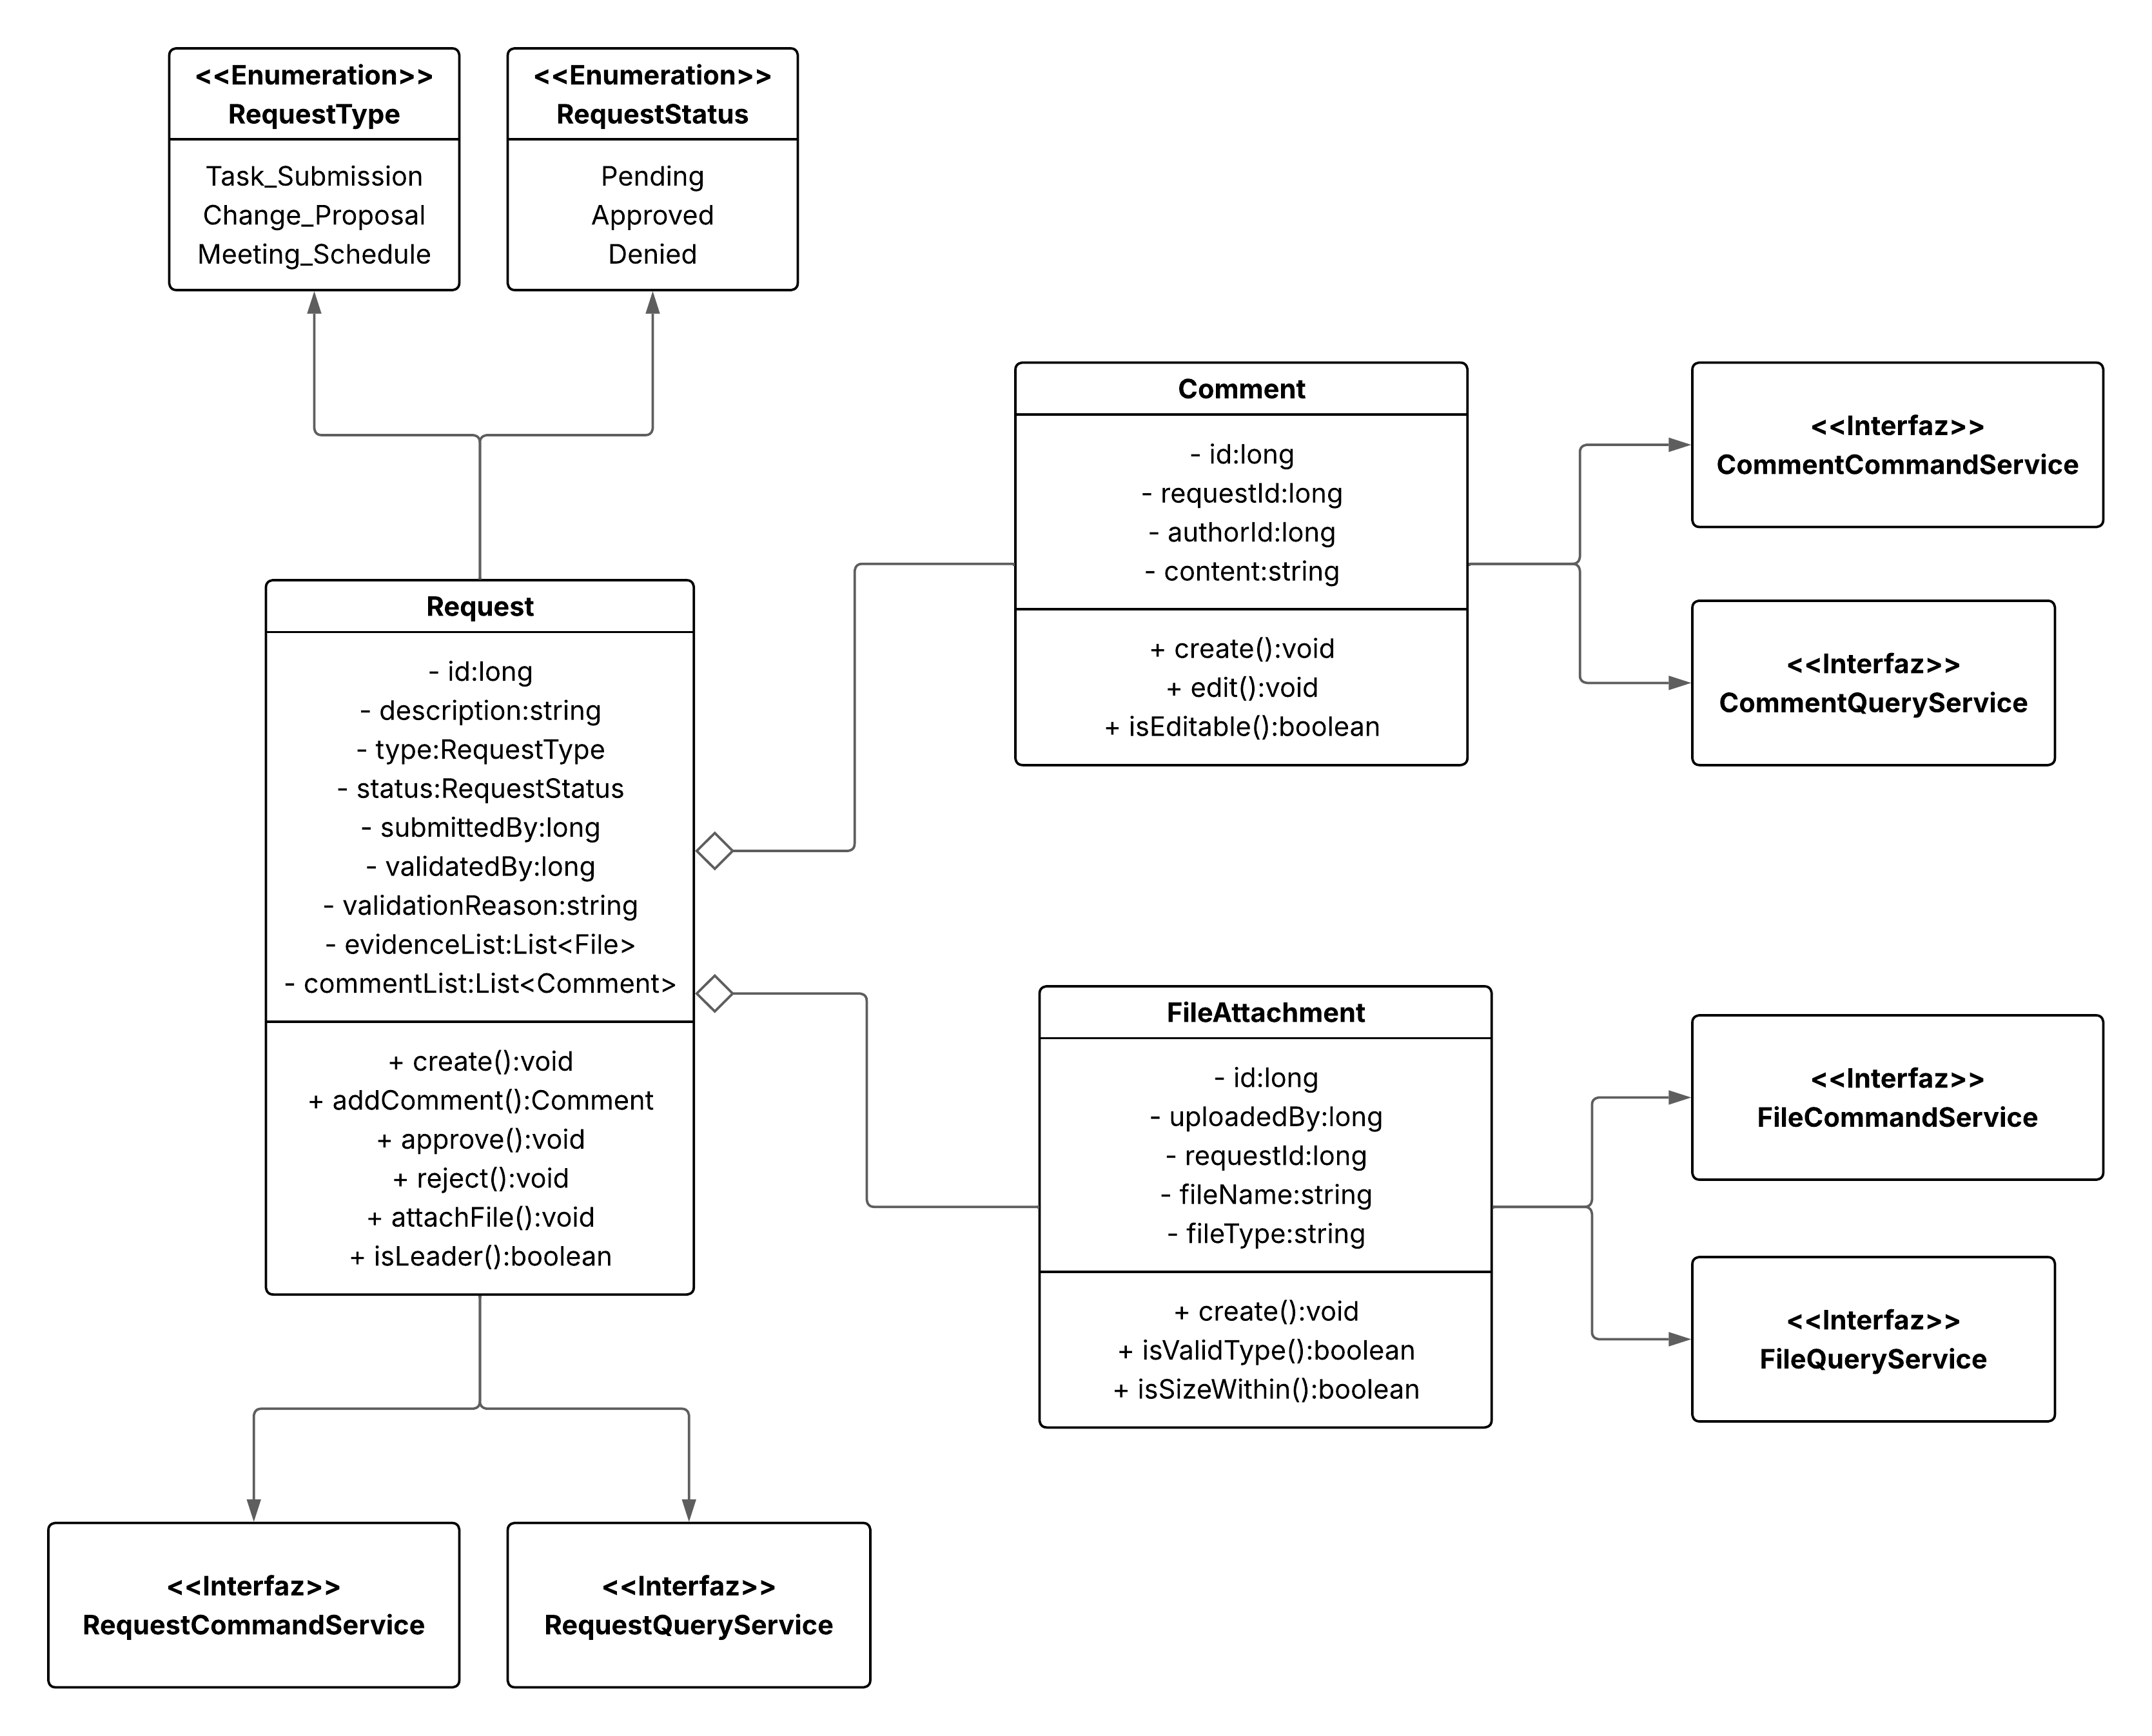 <<Enumeration>>
RequestType
Task_Submission
Change_Proposal
Meeting_Schedule
<<Enumeration>>
RequestStatus
Pending
Approved
Denied
Request
- id:long
- description:string
- type:RequestType
- status:RequestStatus
- submittedBy:long
- validatedBy:long
- validationReason:string
- evidenceList:List<File>
- commentList:List<Comment>
+ create():void
+ addComment():Comment
+ approve():void
+ reject():void
+ attachFile():void
+ isLeader():boolean
Comment
- id:long
- requestId:long
- authorId:long
- content:string
+ create():void
+ edit():void
+ isEditable():boolean
<<Interfaz>>
CommentCommandService
<<Interfaz>>
CommentQueryService
FileAttachment
- id:long
- uploadedBy:long
- requestId:long
- fileName:string
- fileType:string
+ create():void
+ isValidType():boolean
+ isSizeWithin():boolean
<<Interfaz>>
FileCommandService
<<Interfaz>>
FileQueryService
<<Interfaz>>
RequestCommandService
<<Interfaz>>
RequestQueryService